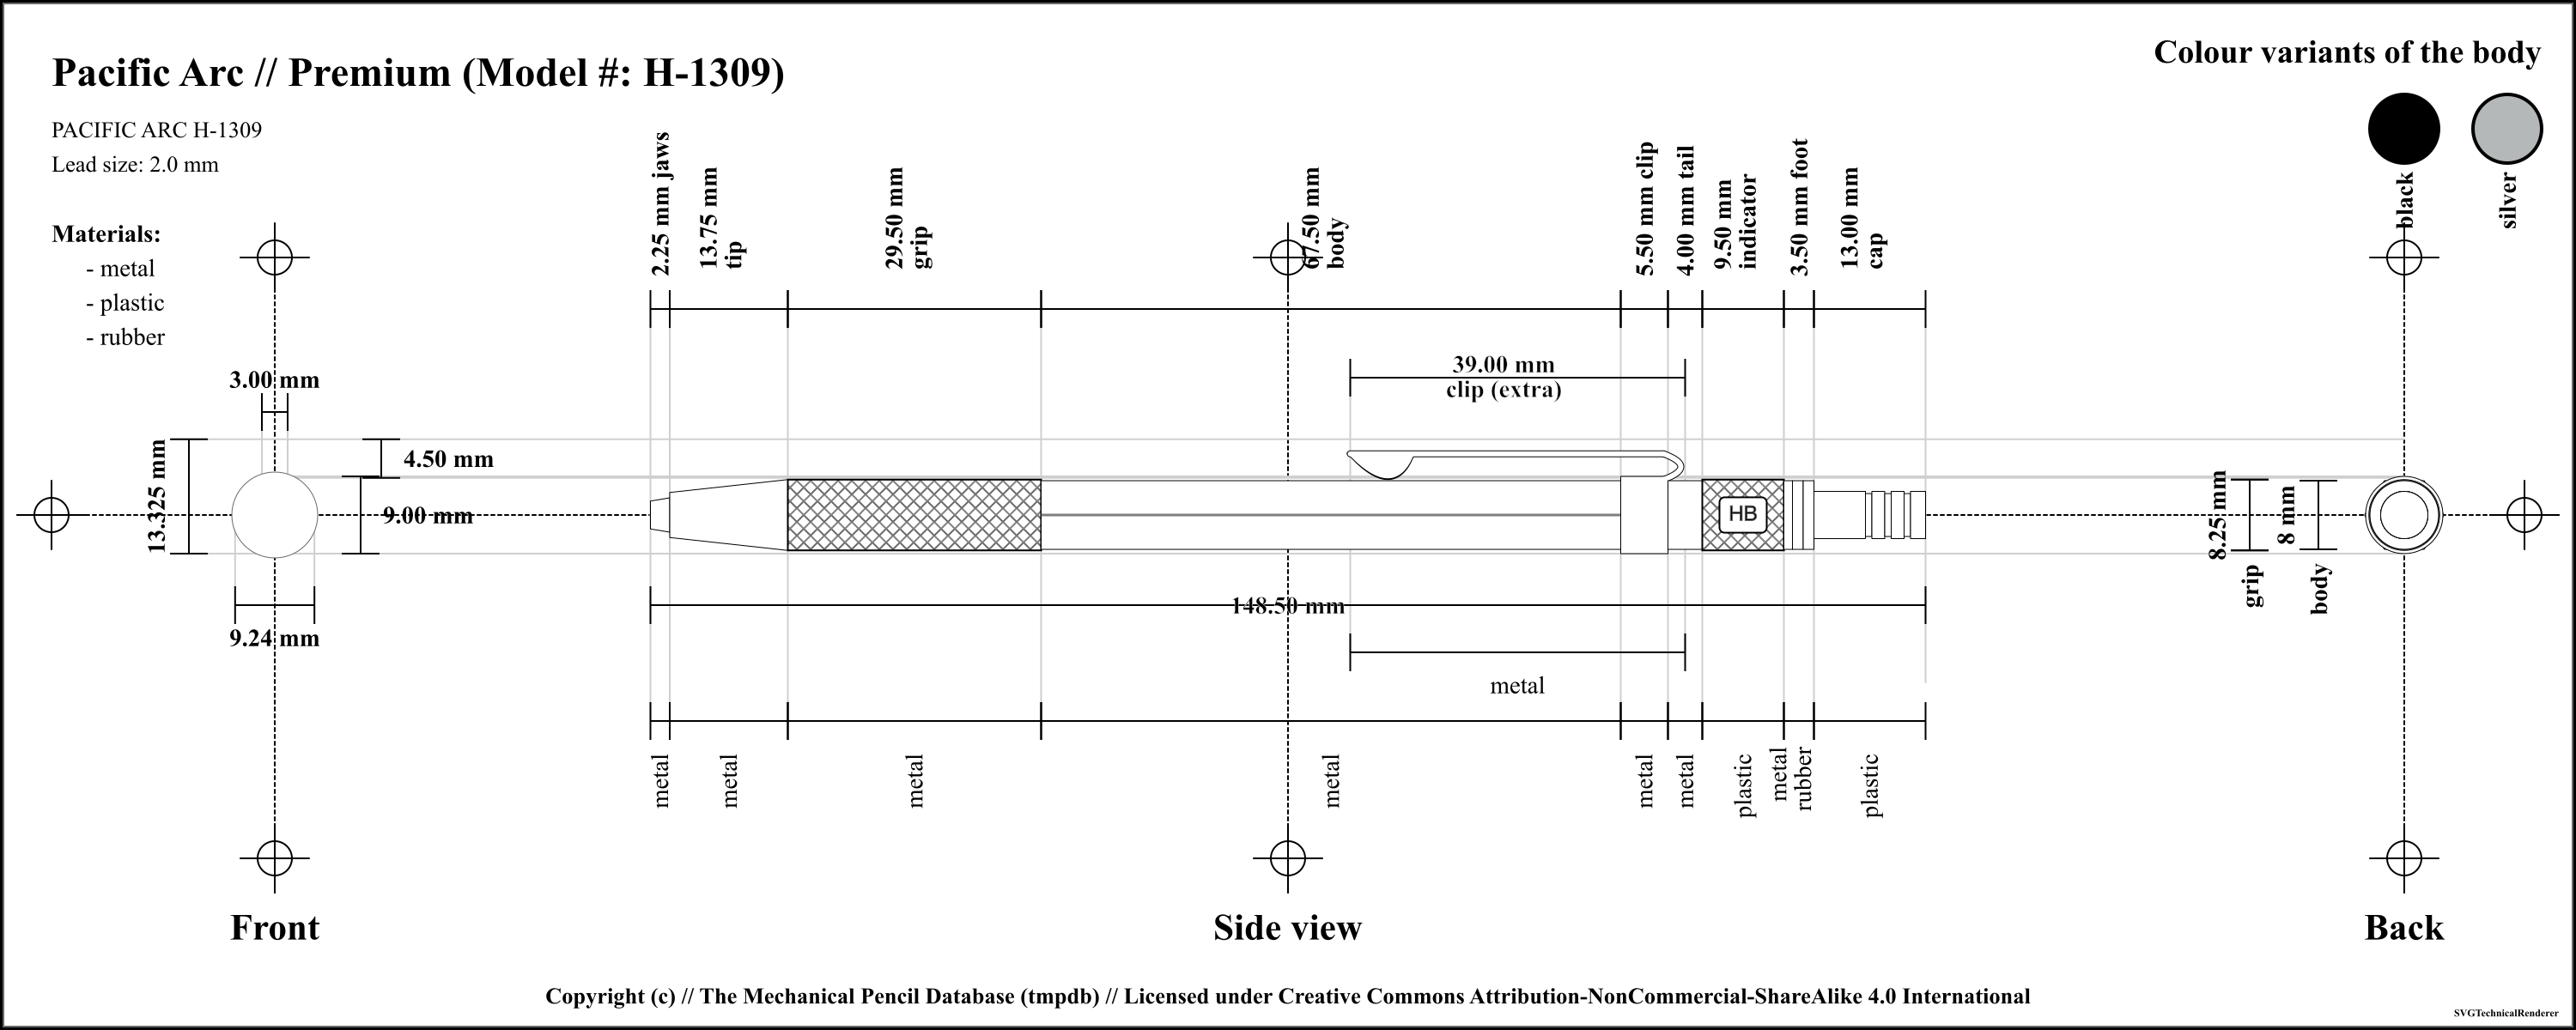 Pacific Arc // Premium (Model #: H-1309)
PACIFIC ARC H-1309
Lead size: 2.0 mm
Materials:
- metal
- plastic
- rubber
Colour variants of the body
black
silver
2.25 mm jaws
13.75 mm
tip
29.50 mm
grip
67.50 mm
body
5.50 mm clip
4.00 mm tail
9.50 mm
indicator
3.50 mm foot
13.00 mm
cap
39.00 mm
clip (extra)
3.00 mm
13.325 mm
4.50 mm
9.00 mm
9.24 mm
HB
148.50 mm
metal
8.25 mm
grip
8 mm
body
metal
metal
metal
metal
metal
metal
plastic
metal
rubber
plastic
Front
Side view
Back
Copyright (c) // The Mechanical Pencil Database (tmpdb) // Licensed under Creative Commons Attribution-NonCommercial-ShareAlike 4.0 International
SVGTechnicalRenderer